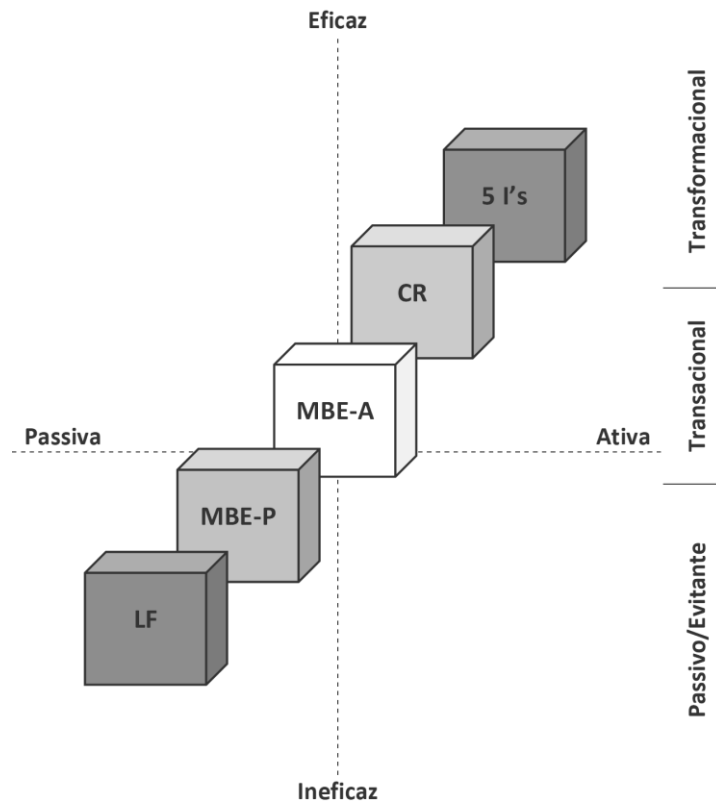 Eficaz
Transformacional
5 I's
CR
Transacional
MBE-A
Passiva
Ativa
MBE-P
Passivo/Evitante
LF
Ineficaz